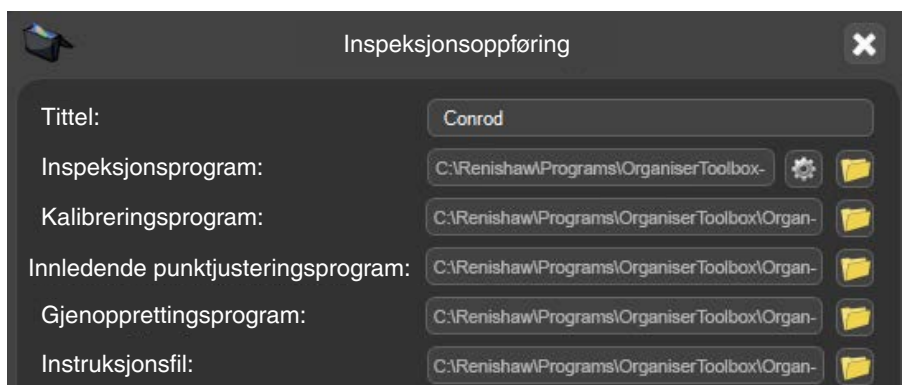 Inspeksjonsoppføring
Tittel: Conrod
Inspeksjonsprogram: C:\Renishaw\Programs\OrganiserToolbox-
Kalibreringsprogram: C:\Renishaw\Programs\OrganiserToolbox\Organ-
Innledende punktjusteringsprogram: C:\Renishaw\Programs\OrganiserToolbox\Organ-
Gjenopprettingsprogram: C:\Renishaw\Programs\OrganiserToolbox\Organ-
Instruksjonsfil: C:\Renishaw\Programs\OrganiserToolbox\Organ-